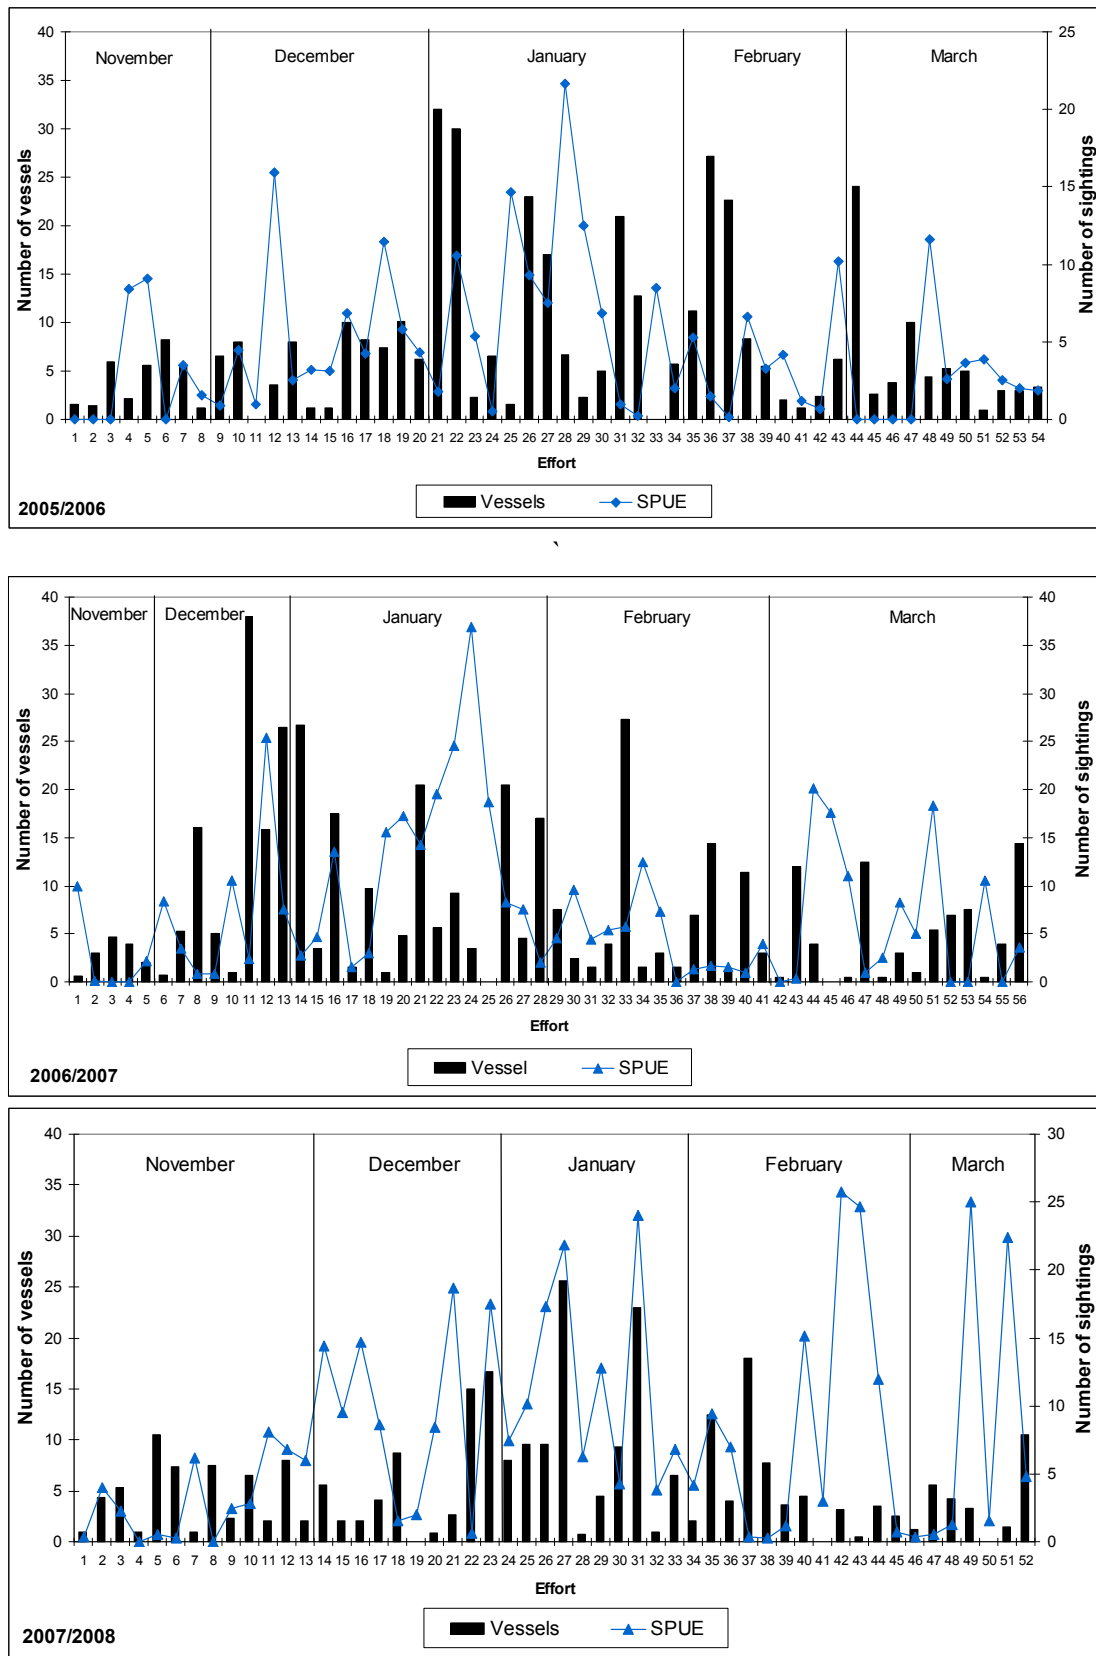 40 35 30 25 20 15 10 5 0
Number of vessels
November December January February March
25 20 15 10 5 0
Number of sightings
1 2 3 4 5 6 7 8 9 10 11 12 13 14 15 16 17 18 19 20 21 22 23 24 25 26 27 28 29 30 31 32 33 34 35 36 37 38 39 40 41 42 43 44 45 46 47 48 49 50 51 52 53 54
Effort
Vessels SPUE
2005/2006
`
40 35 30 25 20 15 10 5 0
Number of vessels
November December January February March
40 35 30 25 20 15 10 5 0
Number of sightings
1 2 3 4 5 6 7 8 9 10 11 12 13 14 15 16 17 18 19 20 21 22 23 24 25 26 27 28 29 30 31 32 33 34 35 36 37 38 39 40 41 42 43 44 45 46 47 48 49 50 51 52 53 54 55 56
Effort
Vessel SPUE
2006/2007
40 35 30 25 20 15 10 5 0
Number of vessels
November December January February March
30 25 20 15 10 5 0
Number of sightings
1 2 3 4 5 6 7 8 9 10 11 12 13 14 15 16 17 18 19 20 21 22 23 24 25 26 27 28 29 30 31 32 33 34 35 36 37 38 39 40 41 42 43 44 45 46 47 48 49 50 51 52
Effort
Vessels SPUE
2007/2008